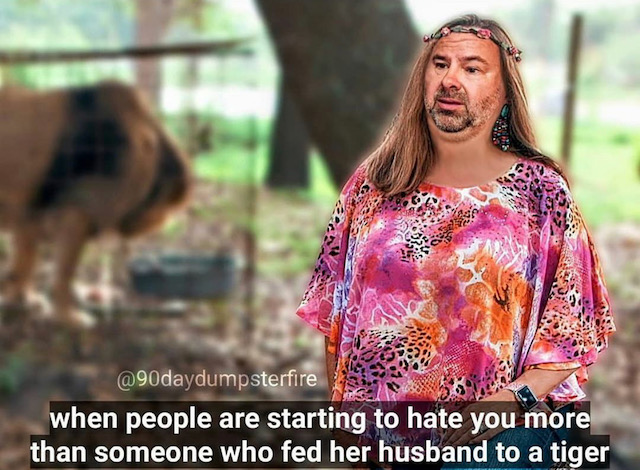 @90daydumpsterfire
when people are starting to hate you more
than someone who fed her husband to a tiger